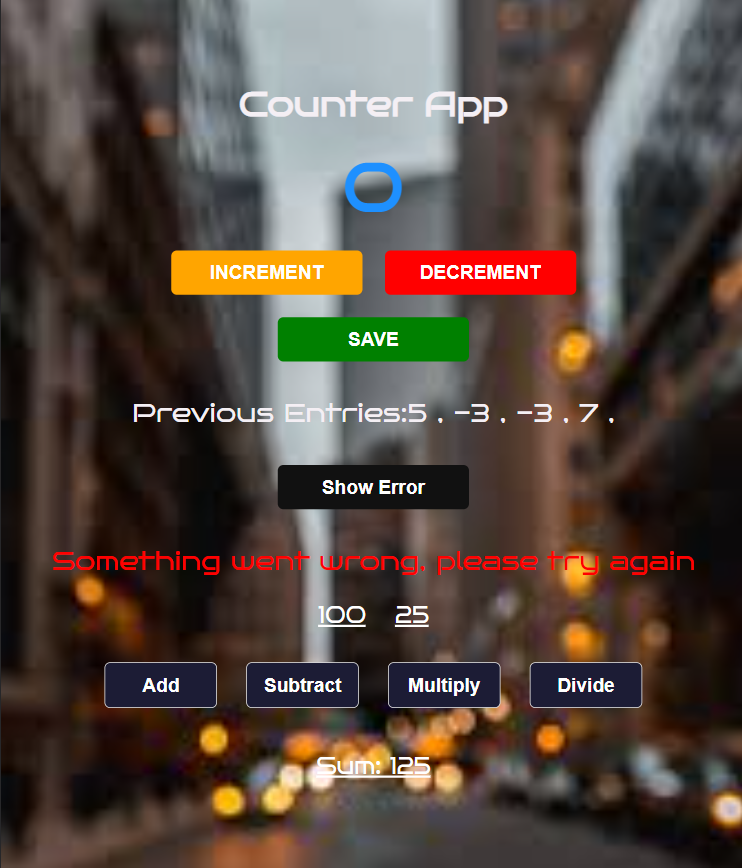 Counter App
0
INCREMENT DECREMENT
SAVE
Previous Entries:5 , -3 , -3 , 7 ,
Show Error
Something went wrong, please try again
100 25
Add Subtract Multiply Divide
Sum: 125